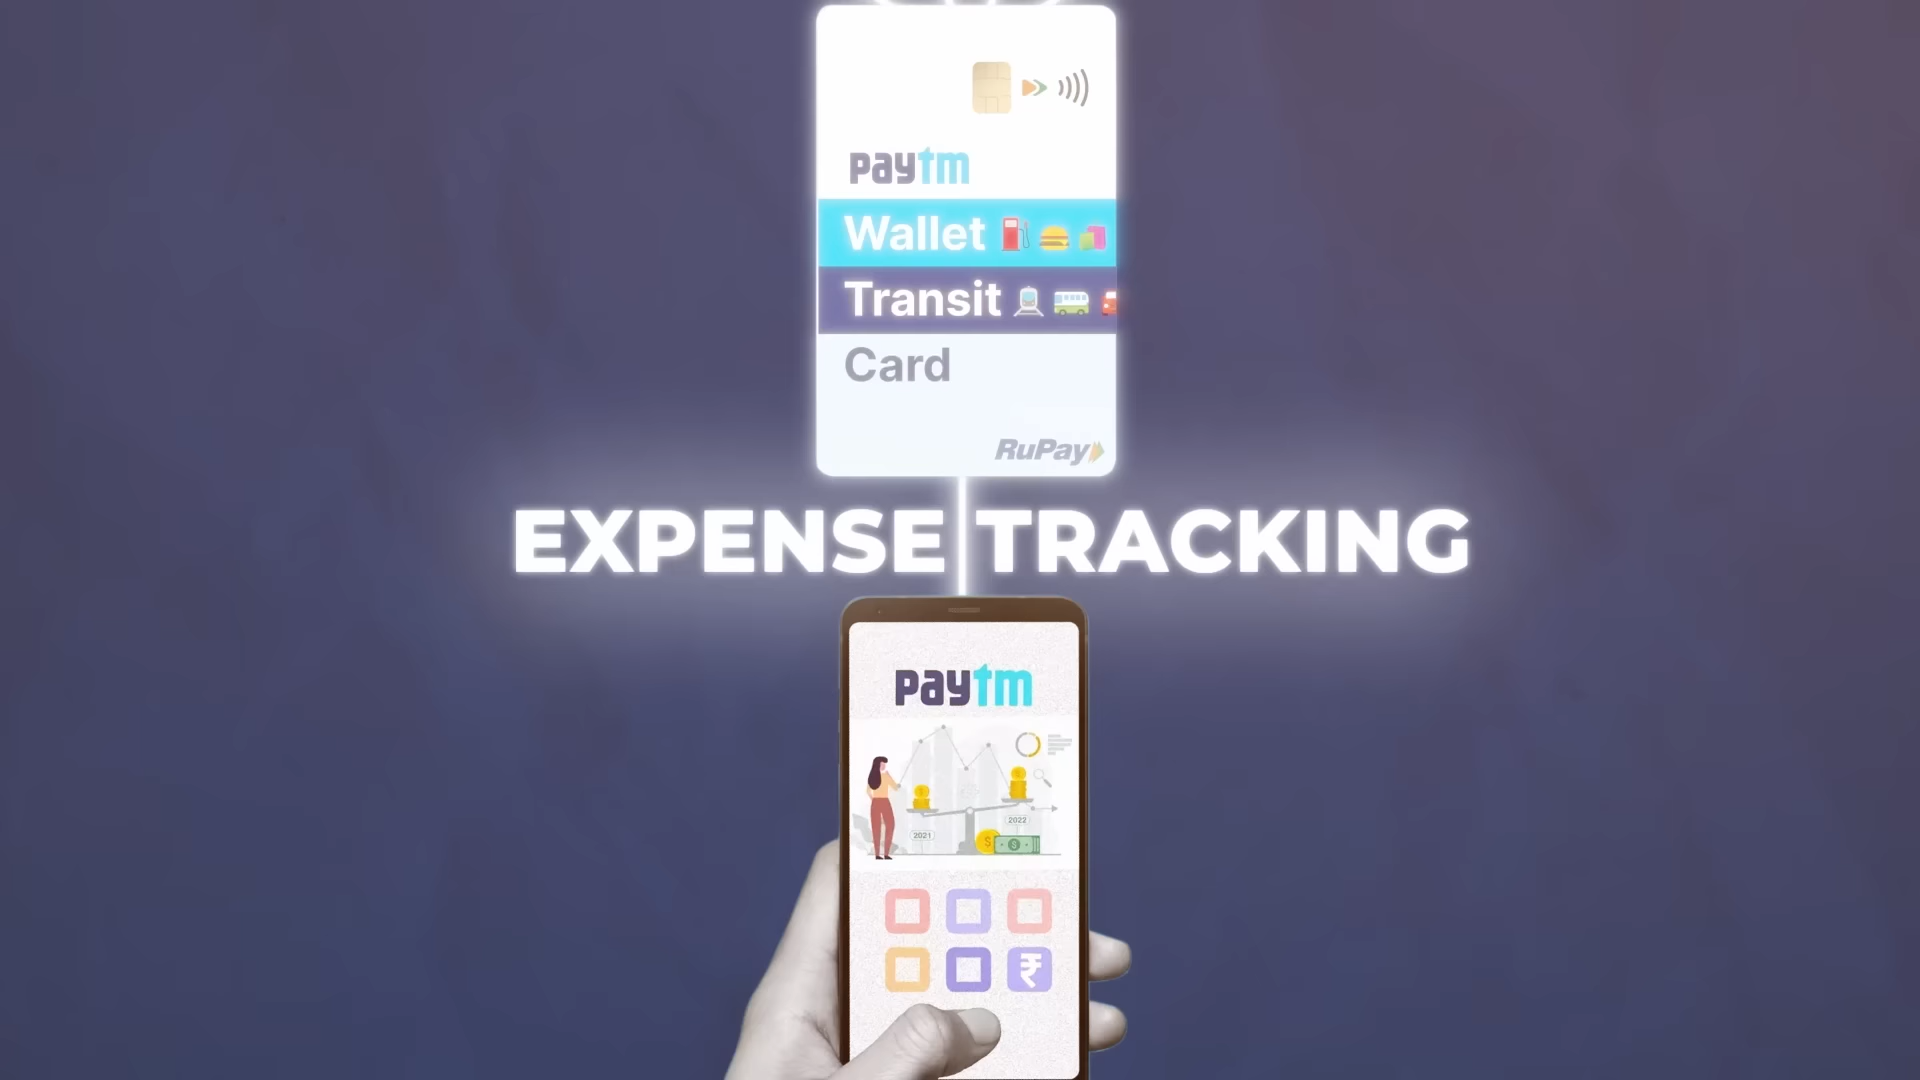 paytm
Wallet
Transit
Card
RuPay
EXPENSE TRACKING
paytm
2022
2021
₹